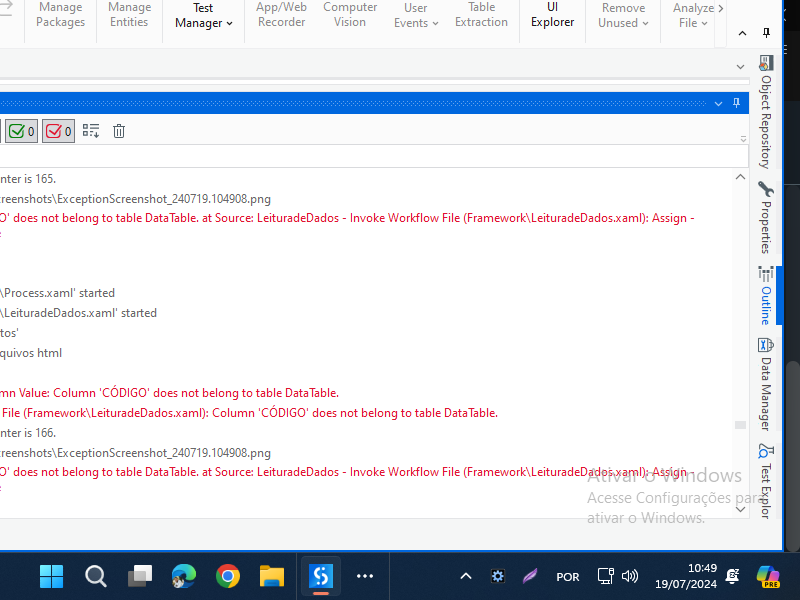 Manage Packages
Manage Entities
Test Manager
App/Web Recorder
Computer Vision
User Events
Table Extraction
UI Explorer
Remove Unused
Analyze File
0
0
nter is 165.
reenshots\ExceptionScreenshot_240719.104908.png
O' does not belong to table DataTable. at Source: LeituradeDados - Invoke Workflow File (Framework\LeituradeDados.xaml): Assign -
\Process.xaml' started
\LeituradeDados.xaml' started
tos'
quivos html
mn Value: Column 'CÓDIGO' does not belong to table DataTable.
File (Framework\LeituradeDados.xaml): Column 'CÓDIGO' does not belong to table DataTable.
nter is 166.
reenshots\ExceptionScreenshot_240719.104908.png
O' does not belong to table DataTable. at Source: LeituradeDados - Invoke Workflow File (Framework\LeituradeDados.xaml): Assign -
Object Repository
Properties
Outline
Data Manager
Test Explor
Ativar o Windows
Acesse Configurações para
ativar o Windows.
POR
10:49
19/07/2024
PRE